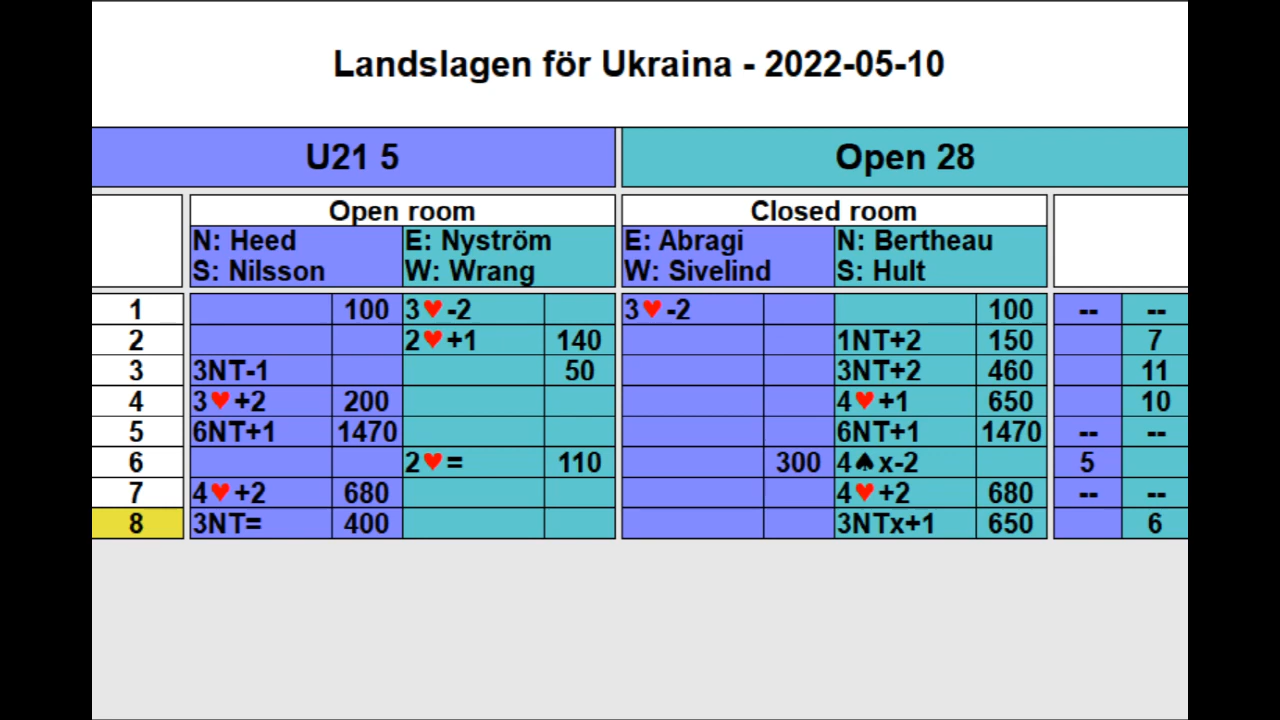 Landslagen för Ukraina - 2022-05-10
U21 5 Open 28
Open room Closed room
N: Heed E: Nyström E: Abragi N: Bertheau
S: Nilsson W: Wrang W: Sivelind S: Hult
1 100 3♥-2 3♥-2 100 -- --
2 2♥+1 140 1NT+2 150 7
3 3NT-1 50 3NT+2 460 11
4 3♥+2 200 4♥+1 650 10
5 6NT+1 1470 6NT+1 1470 -- --
6 2♥= 110 300 4♠x-2 5
7 4♥+2 680 4♥+2 680 -- --
8 3NT= 400 3NTx+1 650 6